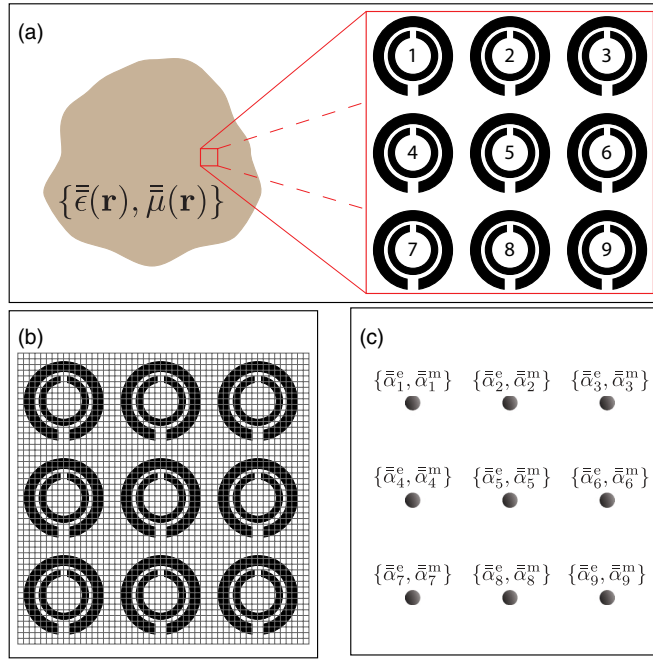 (a)
1 2 3
4 5 6
7 8 9
{ε̿(r), μ̿(r)}
(b)
(c)
{α̿₁ᵉ, α̿₁ᵐ} {α̿₂ᵉ, α̿₂ᵐ} {α̿₃ᵉ, α̿₃ᵐ}
{α̿₄ᵉ, α̿₄ᵐ} {α̿₅ᵉ, α̿₅ᵐ} {α̿₆ᵉ, α̿₆ᵐ}
{α̿₇ᵉ, α̿₇ᵐ} {α̿₈ᵉ, α̿₈ᵐ} {α̿₉ᵉ, α̿₉ᵐ}